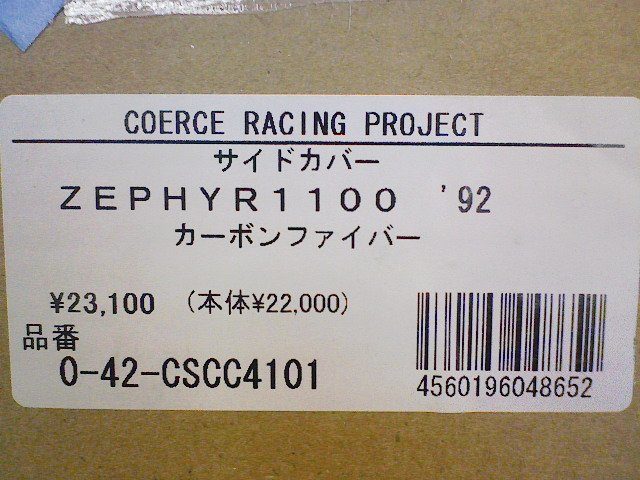 COERCE RACING PROJECT
サイドカバー
ＺＥＰＨＹＲ１１００ '92
カーボンファイバー
¥23,100 (本体¥22,000)
品番
0-42-CSCC4101
4560196048652